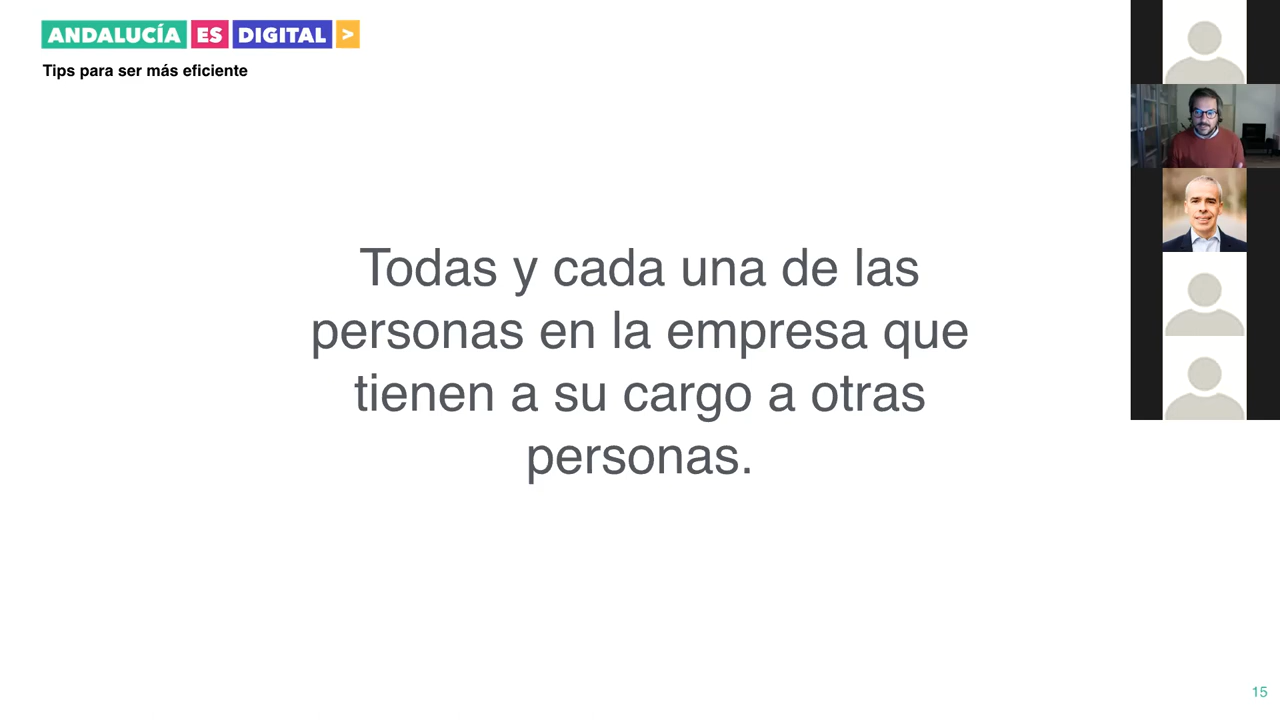 ANDALUCÍA ES DIGITAL >
Tips para ser más eficiente
Todas y cada una de las
personas en la empresa que
tienen a su cargo a otras
personas.
15